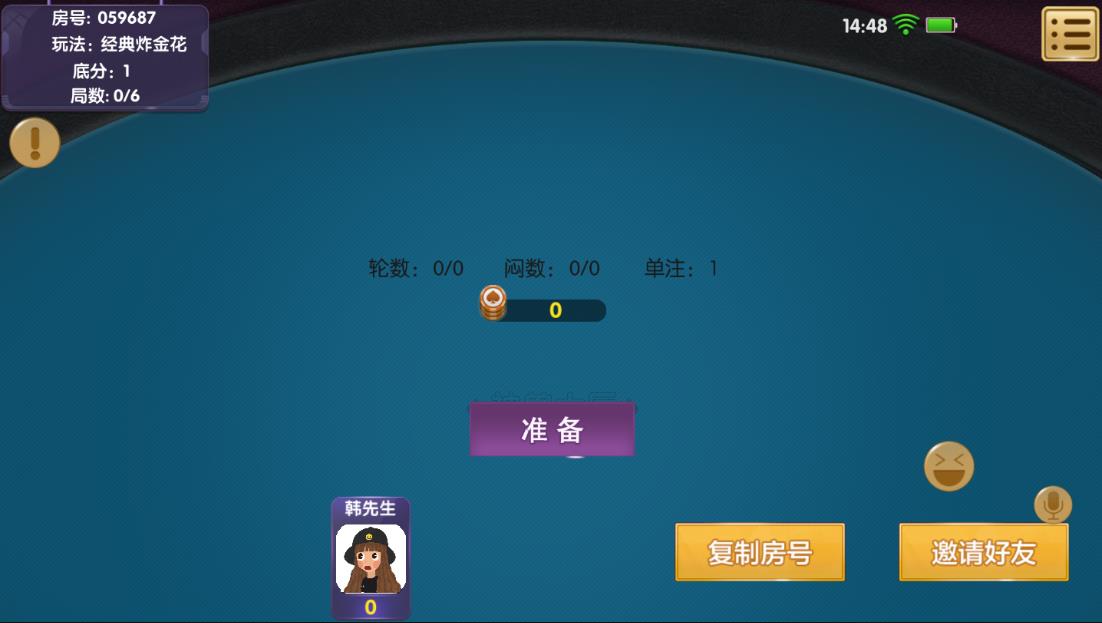 房号: 059687
玩法：经典炸金花
底分：1
局数: 0/6
14:48
轮数：0/0 闷数：0/0 单注：1
0
准备
韩先生
0
复制房号
邀请好友